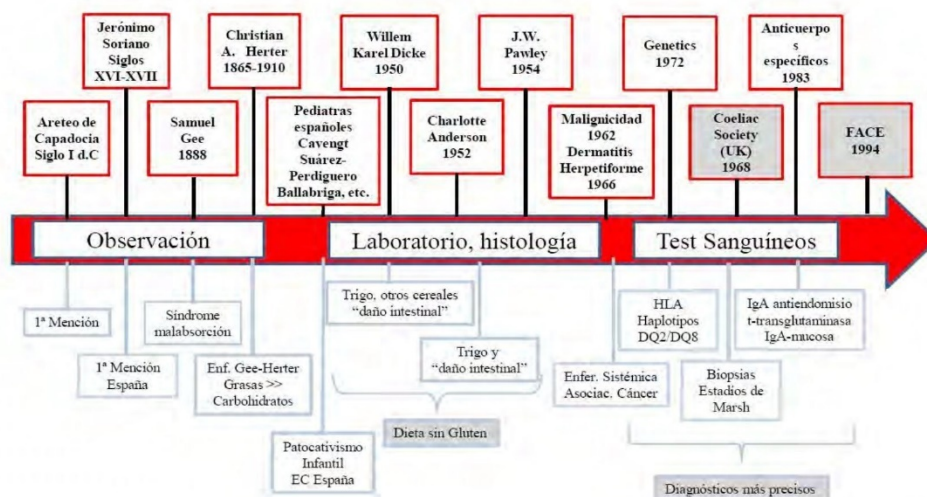 Jerónimo
Soriano
Siglos
XVI-XVII
Christian
A. Herter
1865-1910
Willem
Karel Dicke
1950
J.W.
Pawley
1954
Genetics
1972
Anticuerpo
s
específicos
1983
Areteo de
Capadocia
Siglo I d.C
Samuel
Gee
1888
Pediatras
españoles
Cavengt
Suárez-
Perdiguero
Ballabriga, etc.
Charlotte
Anderson
1952
Malignicidad
1962
Dermatitis
Herpetiforme
1966
Coeliac
Society
(UK)
1968
FACE
1994
Observación
Laboratorio, histología
Test Sanguíneos
1ª Mención
1ª Mención
España
Síndrome
malabsorción
Enf. Gee-Herter
Grasas >>
Carbohidratos
Patocativismo
Infantil
EC España
Trigo, otros cereales
“daño intestinal”
Trigo y
“daño intestinal”
Dieta sin Gluten
Enfer. Sistémica
Asociac. Cáncer
HLA
Haplotipos
DQ2/DQ8
Biopsias
Estadíos de
Marsh
IgA antiendomisio
t-transglutaminasa
IgA-mucosa
Diagnósticos más precisos